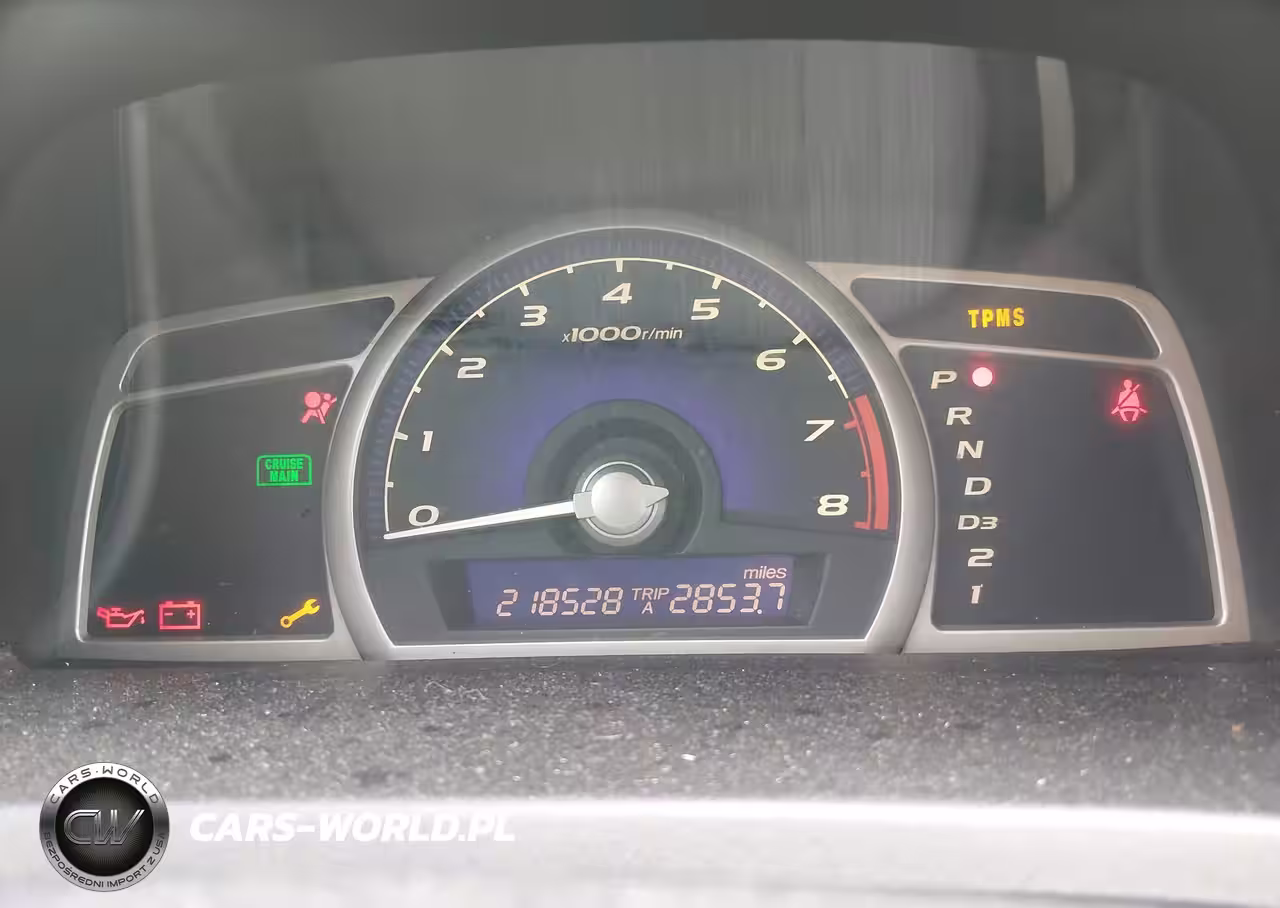 TPMS
4
3
5
x1000r/min
2
6
1
7
0
8
P
R
N
D
D3
2
1
CRUISE
MAIN
- +
miles
218528 TRIP A 2853.7
CARS-WORLD
CW
BEZPOŚREDNI IMPORT Z USA
CARS-WORLD.PL